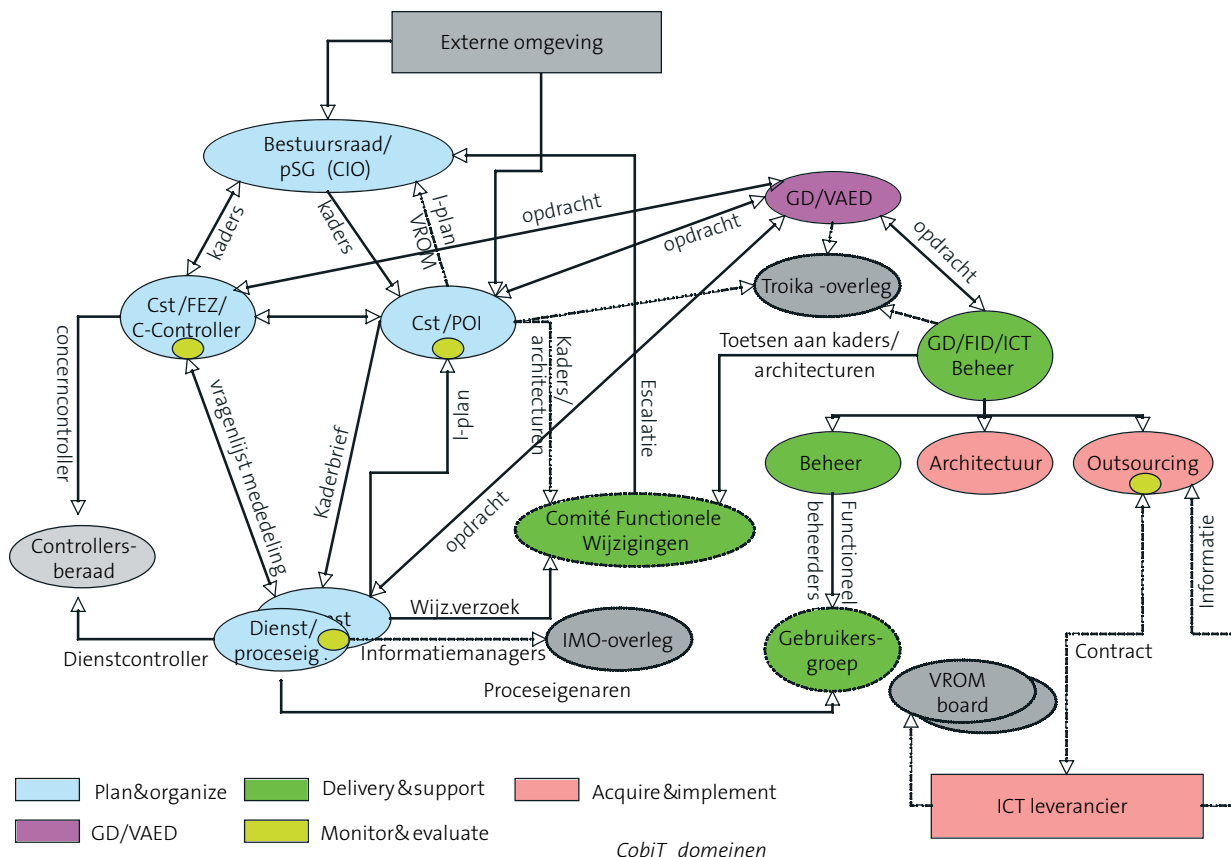 Externe omgeving
Bestuursraad/
pSG (CIO)
GD/VAED
kaders
kaders
I-plan
VROM
opdracht
opdracht
opdracht
Troika -overleg
Cst/FEZ/
C-Controller
Cst/POI
Toetsen aan kaders/
architecturen
GD/FID/ICT
Beheer
concerncontroller
vragenlijst mededeling
Kaderbrief
I-plan
Kaders/
architecturen
Escalatie
opdracht
Beheer
Architectuur
Outsourcing
Comité Functionele
Wijzigingen
Functioneel
beheerders
Informatie
Controllers-
beraad
Wijz.verzoek
Dienst/
proceseig.
Dienstcontroller
Informatiemanagers
IMO-overleg
Gebruikers-
groep
Contract
Proceseigenaren
VROM
board
ICT leverancier
Plan&organize
Delivery&support
Acquire&implement
GD/VAED
Monitor& evaluate
CobiT domeinen